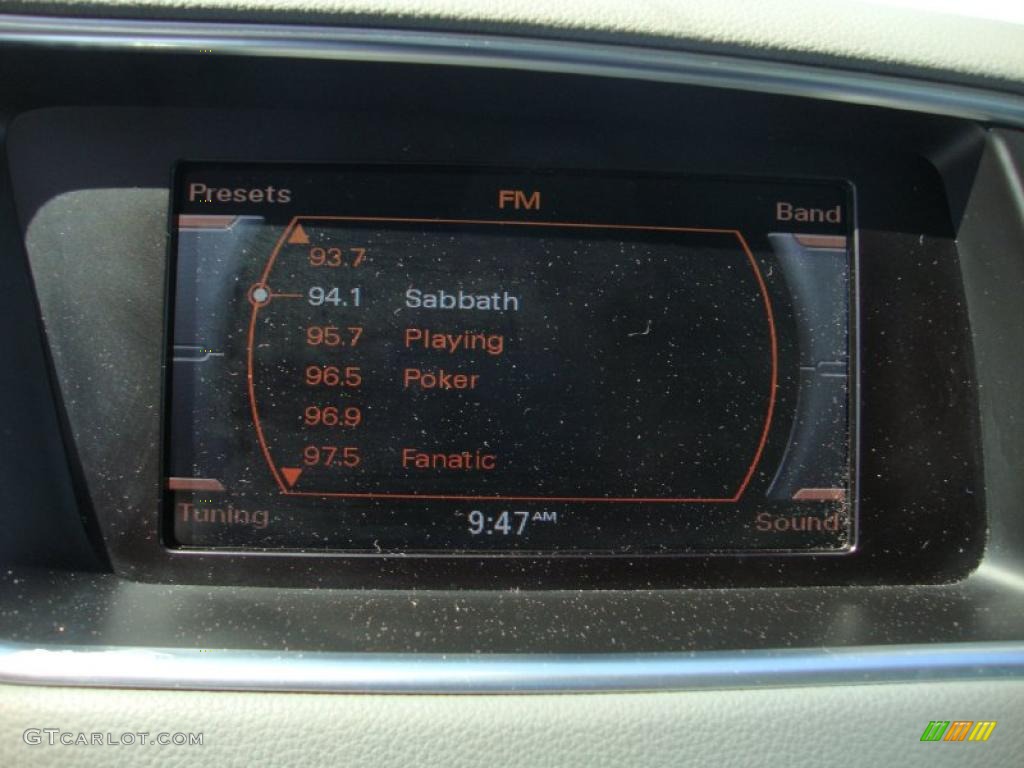 Presets FM Band
93.7
94.1 Sabbath
95.7 Playing
96.5 Poker
96.9
97.5 Fanatic
Tuning 9:47 AM Sound
GTCARLOT.COM